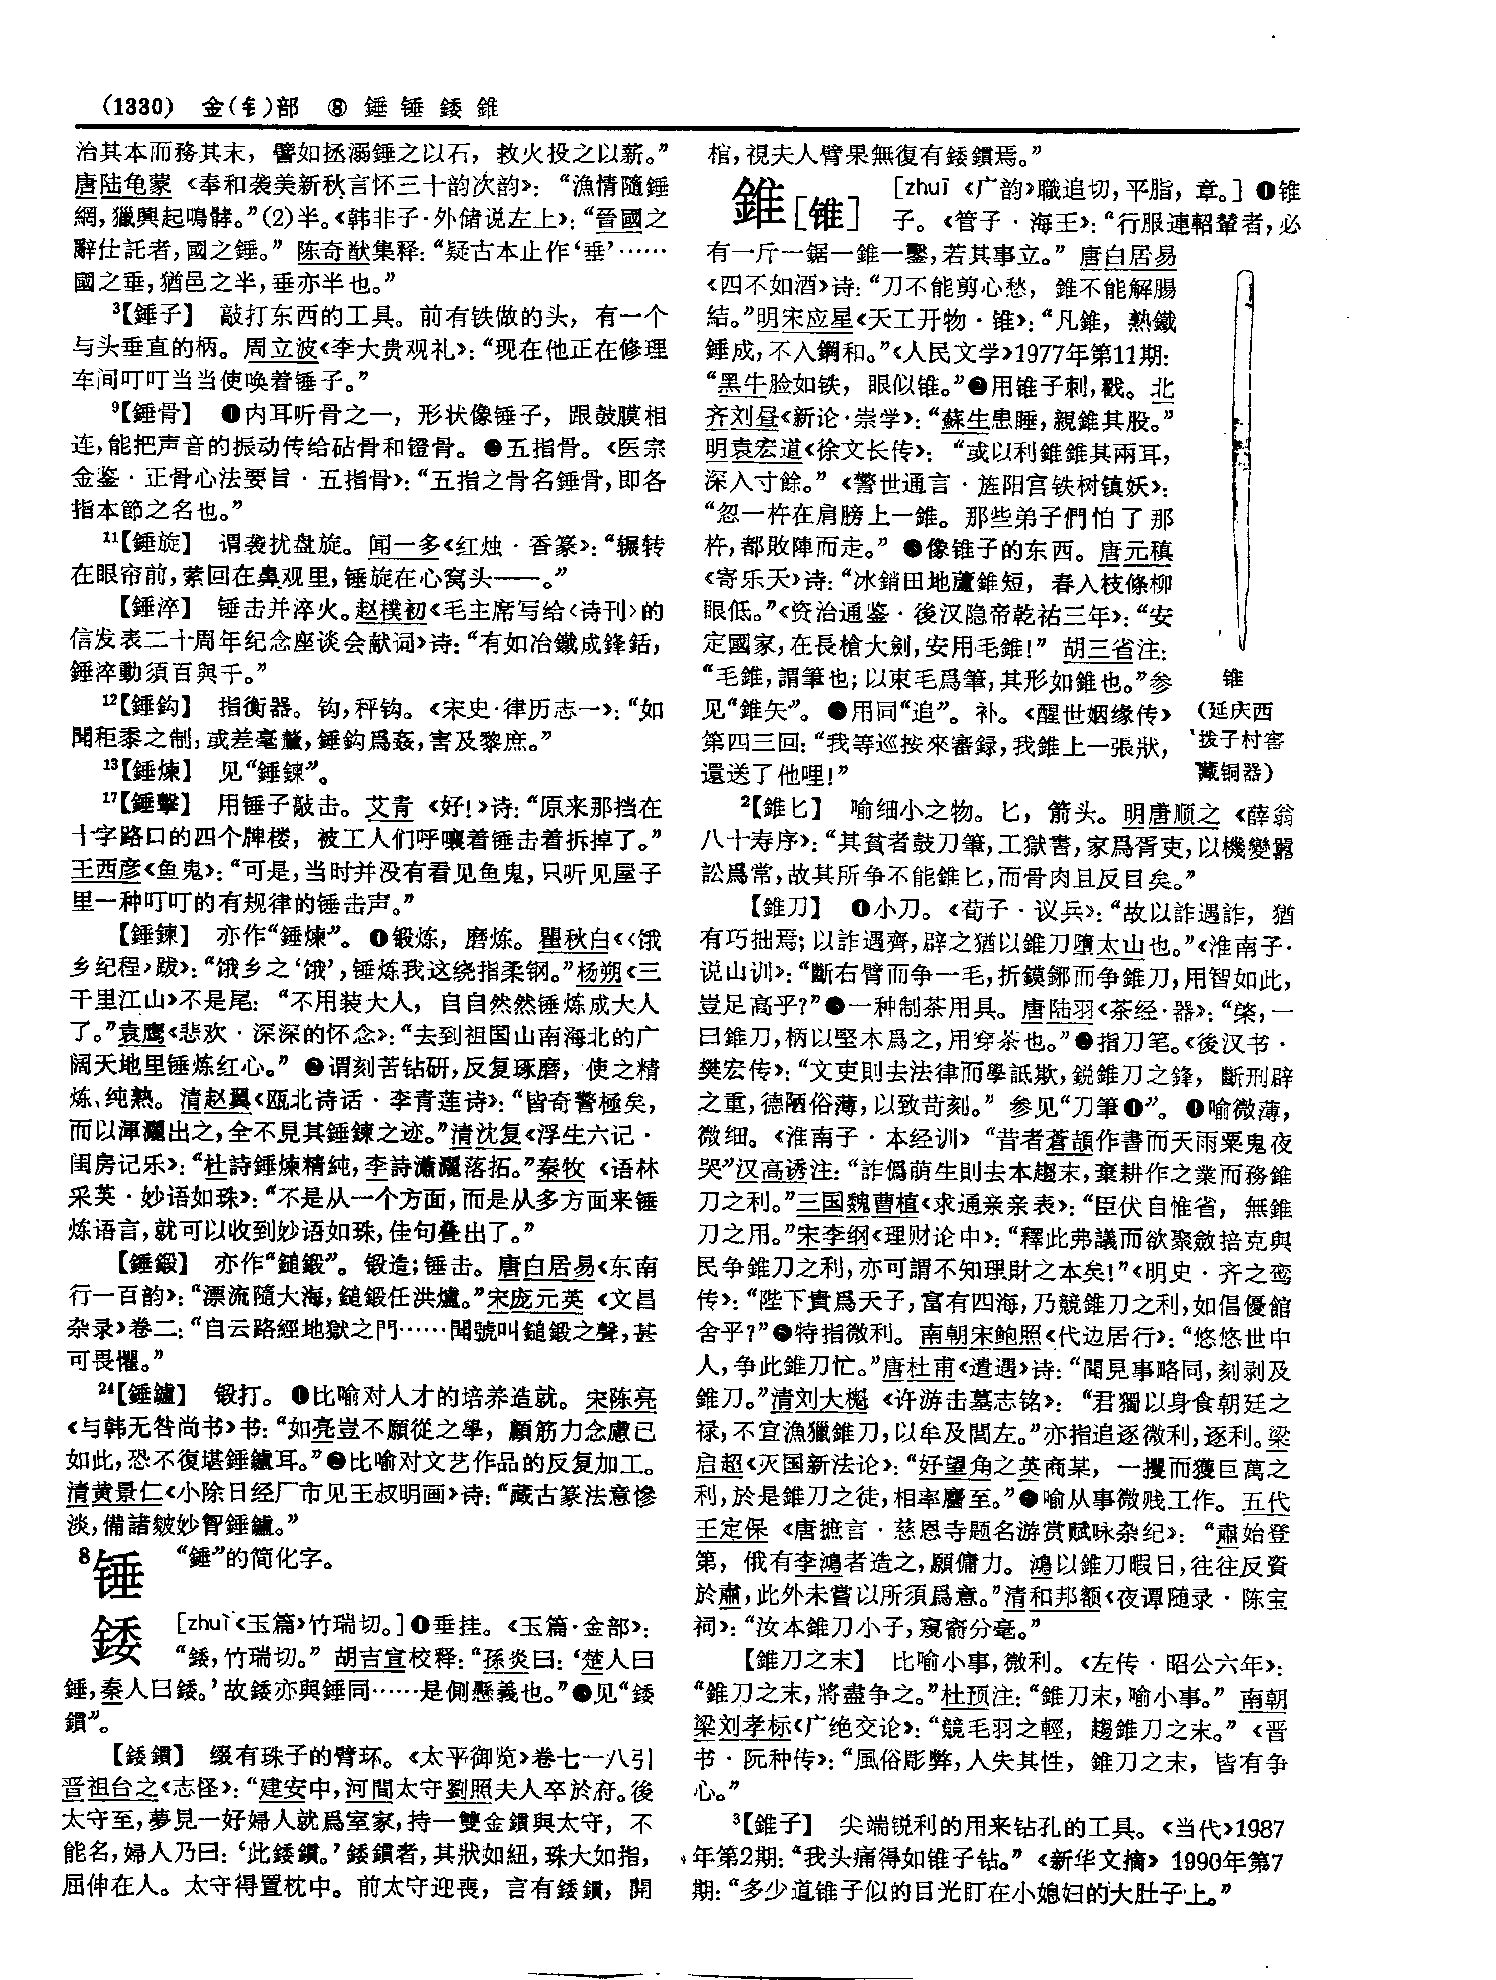 (1330) 金(钅)部 ⑧ 錘 锤 錗 錐
治其本而務其末，譬如拯溺錘之以石，救火投之以薪。”
唐陆龟蒙《奉和袭美新秋言怀三十韵次韵》：“漁情隨錘
網，獵興起鳴髇。”(2)半。《韩非子·外储说左上》：“晉國之
辭仕託者，國之錘。” 陈奇猷集释：“疑古本止作‘垂’……
國之垂，猶邑之半，垂亦半也。”
3【錘子】 敲打东西的工具。前有铁做的头，有一个
与头垂直的柄。周立波《李大贵观礼》：“现在他正在修理
车间叮叮当当使唤着锤子。”
9【錘骨】 ❶内耳听骨之一，形状像锤子，跟鼓膜相
连，能把声音的振动传给砧骨和镫骨。❷五指骨。《医宗
金鉴·正骨心法要旨·五指骨》：“五指之骨名錘骨，即各
指本節之名也。”
11【錘旋】 谓袭扰盘旋。闻一多《红烛·香篆》：“辗转
在眼帘前，萦回在鼻观里，锤旋在心窝头——。”
【錘淬】 锤击并淬火。赵樸初《毛主席写给〈诗刊〉的
信发表二十周年纪念座谈会献词》诗：“有如冶鐵成鋒銛，
錘淬動須百與千。”
12【錘鈎】 指衡器。钩，秤钩。《宋史·律历志一》：“如
聞秬黍之制，或差毫釐，錘鈎爲姦，害及黎庶。”
13【錘煉】 见“錘鍊”。
17【錘擊】 用锤子敲击。艾青《好！》诗：“原来那挡在
十字路口的四个牌楼，被工人们呼嚷着锤击着拆掉了。”
王西彦《鱼鬼》：“可是，当时并没有看见鱼鬼，只听见屋子
里一种叮叮的有规律的锤击声。”
【錘鍊】 亦作“錘煉”。❶锻炼，磨炼。瞿秋白《〈饿
乡纪程〉跋》：“饿乡之‘饿’，锤炼我这绕指柔钢。”杨朔《三
千里江山》不是尾：“不用装大人，自自然然锤炼成大人
了。”袁鹰《悲欢·深深的怀念》：“去到祖国山南海北的广
阔天地里锤炼红心。” ❷谓刻苦钻研，反复琢磨，使之精
炼、纯熟。清赵翼《瓯北诗话·李青莲诗》：“皆奇警極矣，
而以渾灑出之，全不見其錘鍊之迹。”清沈复《浮生六记·
闺房记乐》：“杜詩錘煉精純，李詩瀟灑落拓。”秦牧《语林
采英·妙语如珠》：“不是从一个方面，而是从多方面来锤
炼语言，就可以收到妙语如珠，佳句叠出了。”
【錘鍛】 亦作“鎚鍛”。锻造；锤击。唐白居易《东南
行一百韵》：“漂流隨大海，鎚鍛任洪爐。”宋庞元英《文昌
杂录》卷二：“自云路經地獄之門……聞號叫鎚鍛之聲，甚
可畏懼。”
24【錘鑪】 锻打。❶比喻对人才的培养造就。宋陈亮
《与韩无咎尚书》书：“如亮豈不願從之學，顧筋力念慮已
如此，恐不復堪錘鑪耳。”❷比喻对文艺作品的反复加工。
清黄景仁《小除日经厂市见王叔明画》诗：“藏古篆法意慘
淡，備諸皴妙智錘鑪。”
8锤 “錘”的简化字。
錗 [zhuì《玉篇》竹瑞切。]❶垂挂。《玉篇·金部》：
“錗，竹瑞切。” 胡吉宣校释：“孫炎曰：‘楚人曰
錘，秦人曰錗。’故錗亦與錘同……是側懸義也。”❷见“錗
鐶”。
【錗鐶】 缀有珠子的臂环。《太平御览》卷七一八引
晋祖台之《志怪》：“建安中，河間太守劉照夫人卒於府。後
太守至，夢見一好婦人就爲室家，持一雙金鐶與太守，不
能名，婦人乃曰：‘此錗鐶。’錗鐶者，其狀如紐，珠大如指，
屈伸在人。太守得置枕中。前太守迎喪，言有錗鐶，開
棺，視夫人臂果無復有錗鐶焉。”
錐[锥] [zhuī《广韵》職追切，平脂，章。]❶锥
子。《管子·海王》：“行服連軺輦者，必
有一斤一鋸一錐一鑿，若其事立。” 唐白居易
《四不如酒》诗：“刀不能剪心愁，錐不能解腸
結。”明宋应星《天工开物·锥》：“凡錐，熟鐵
錘成，不入鋼和。”《人民文学》1977年第11期：
“黑牛脸如铁，眼似锥。”❷用锥子刺，戳。北
齐刘昼《新论·崇学》：“蘇生患睡，親錐其股。”
明袁宏道《徐文长传》：“或以利錐錐其兩耳，
深入寸餘。”《警世通言·旌阳宫铁树镇妖》：
“忽一杵在肩膀上一錐。那些弟子們怕了那
杵，都敗陣而走。” ❸像锥子的东西。唐元稹
《寄乐天》诗：“冰銷田地蘆錐短，春入枝條柳
眼低。”《资治通鉴·後汉隐帝乾祐三年》：“安
定國家，在長槍大劍，安用毛錐！” 胡三省注：
“毛錐，謂筆也；以束毛爲筆，其形如錐也。”参
见“錐矢”。❹用同“追”。补。《醒世姻缘传》
第四三回：“我等巡按來審録，我錐上一張狀，
還送了他哩！”
锥
(延庆西
拨子村窖
藏铜器)
2【錐匕】 喻细小之物。匕，箭头。明唐顺之《薛翁
八十寿序》：“其貧者鼓刀筆，工獄書，家爲胥吏，以機變嚚
訟爲常，故其所争不能錐匕，而骨肉且反目矣。”
【錐刀】 ❶小刀。《荀子·议兵》：“故以詐遇詐，猶
有巧拙焉；以詐遇齊，辟之猶以錐刀墮太山也。”《淮南子·
说山训》：“斷右臂而争一毛，折鏌鋣而争錐刀，用智如此，
豈足高乎？”❷一种制茶用具。唐陆羽《茶经·器》：“棨，一
曰錐刀，柄以堅木爲之，用穿茶也。”❸指刀笔。《後汉书·
樊宏传》：“文吏則去法律而學詆欺，鋭錐刀之鋒，斷刑辟
之重，德陋俗薄，以致苛刻。” 参见“刀筆❶”。❹喻微薄，
微细。《淮南子·本经训》“昔者蒼頡作書而天雨粟鬼夜
哭”汉高诱注：“詐僞萌生則去本趨末，棄耕作之業而務錐
刀之利。”三国魏曹植《求通亲亲表》：“臣伏自惟省，無錐
刀之用。”宋李纲《理财论中》：“釋此弗議而欲聚斂掊克與
民争錐刀之利，亦可謂不知理財之本矣！”《明史·齐之鸾
传》：“陛下貴爲天子，富有四海，乃競錐刀之利，如倡優館
舍乎？”❺特指微利。南朝宋鲍照《代边居行》：“悠悠世中
人，争此錐刀忙。”唐杜甫《遣遇》诗：“聞見事略同，刻剥及
錐刀。”清刘大櫆《许游击墓志铭》：“君獨以身食朝廷之
禄，不宜漁獵錐刀，以牟及閭左。”亦指追逐微利，逐利。梁
启超《灭国新法论》：“好望角之英商某，一攫而獲巨萬之
利，於是錐刀之徒，相率麕至。”❻喻从事微贱工作。五代
王定保《唐摭言·慈恩寺题名游赏赋咏杂纪》：“肅始登
第，俄有李鴻者造之，願傭力。鴻以錐刀暇日，往往反資
於肅，此外未嘗以所須爲意。”清和邦额《夜谭随录·陈宝
祠》：“汝本錐刀小子，窺窬分毫。”
【錐刀之末】 比喻小事，微利。《左传·昭公六年》：
“錐刀之末，將盡争之。”杜预注：“錐刀末，喻小事。” 南朝
梁刘孝标《广绝交论》：“競毛羽之輕，趨錐刀之末。”《晋
书·阮种传》：“風俗彫弊，人失其性，錐刀之末，皆有争
心。”
3【錐子】 尖端锐利的用来钻孔的工具。《当代》1987
年第2期：“我头痛得如锥子钻。”《新华文摘》1990年第7
期：“多少道锥子似的目光盯在小媳妇的大肚子上。”